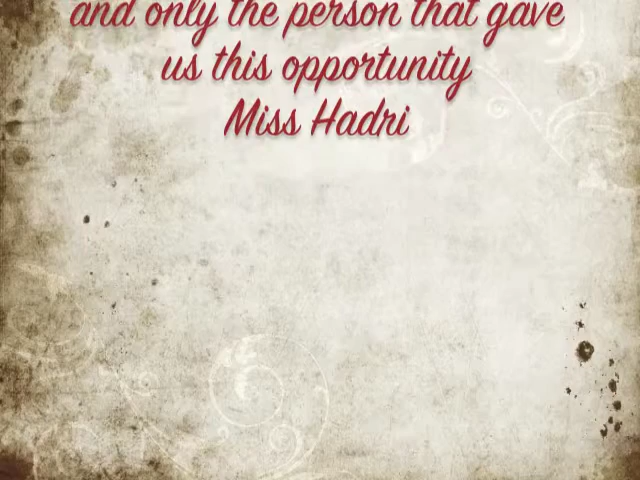 and only the person that gave
us this opportunity
Miss Hadri